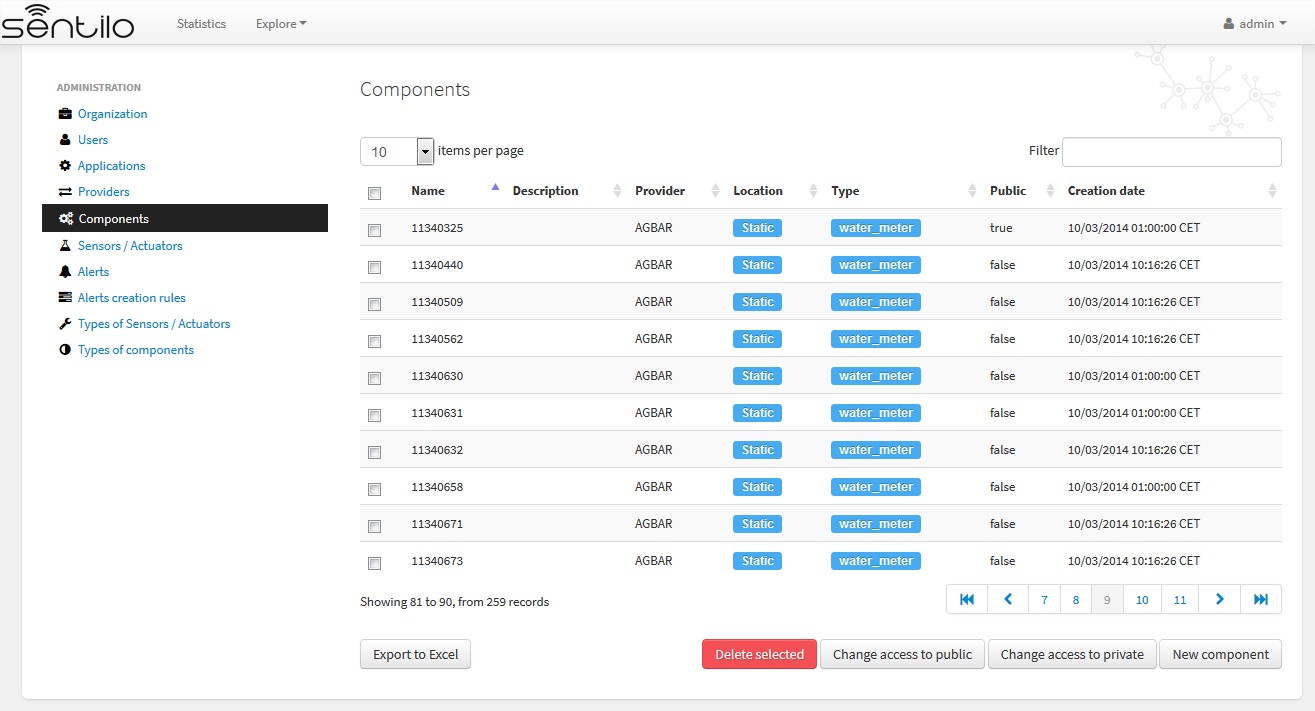 sentilo Statistics Explore admin
ADMINISTRATION
Organization
Users
Applications
Providers
Components
Sensors / Actuators
Alerts
Alerts creation rules
Types of Sensors / Actuators
Types of components
Components
10 items per page Filter
Name Description Provider Location Type Public Creation date
11340325 AGBAR Static water_meter true 10/03/2014 01:00:00 CET
11340440 AGBAR Static water_meter false 10/03/2014 10:16:26 CET
11340509 AGBAR Static water_meter false 10/03/2014 10:16:26 CET
11340562 AGBAR Static water_meter false 10/03/2014 10:16:26 CET
11340630 AGBAR Static water_meter false 10/03/2014 01:00:00 CET
11340631 AGBAR Static water_meter false 10/03/2014 01:00:00 CET
11340632 AGBAR Static water_meter false 10/03/2014 10:16:26 CET
11340658 AGBAR Static water_meter false 10/03/2014 01:00:00 CET
11340671 AGBAR Static water_meter false 10/03/2014 10:16:26 CET
11340673 AGBAR Static water_meter false 10/03/2014 10:16:26 CET
Showing 81 to 90, from 259 records 7 8 9 10 11
Export to Excel Delete selected Change access to public Change access to private New component